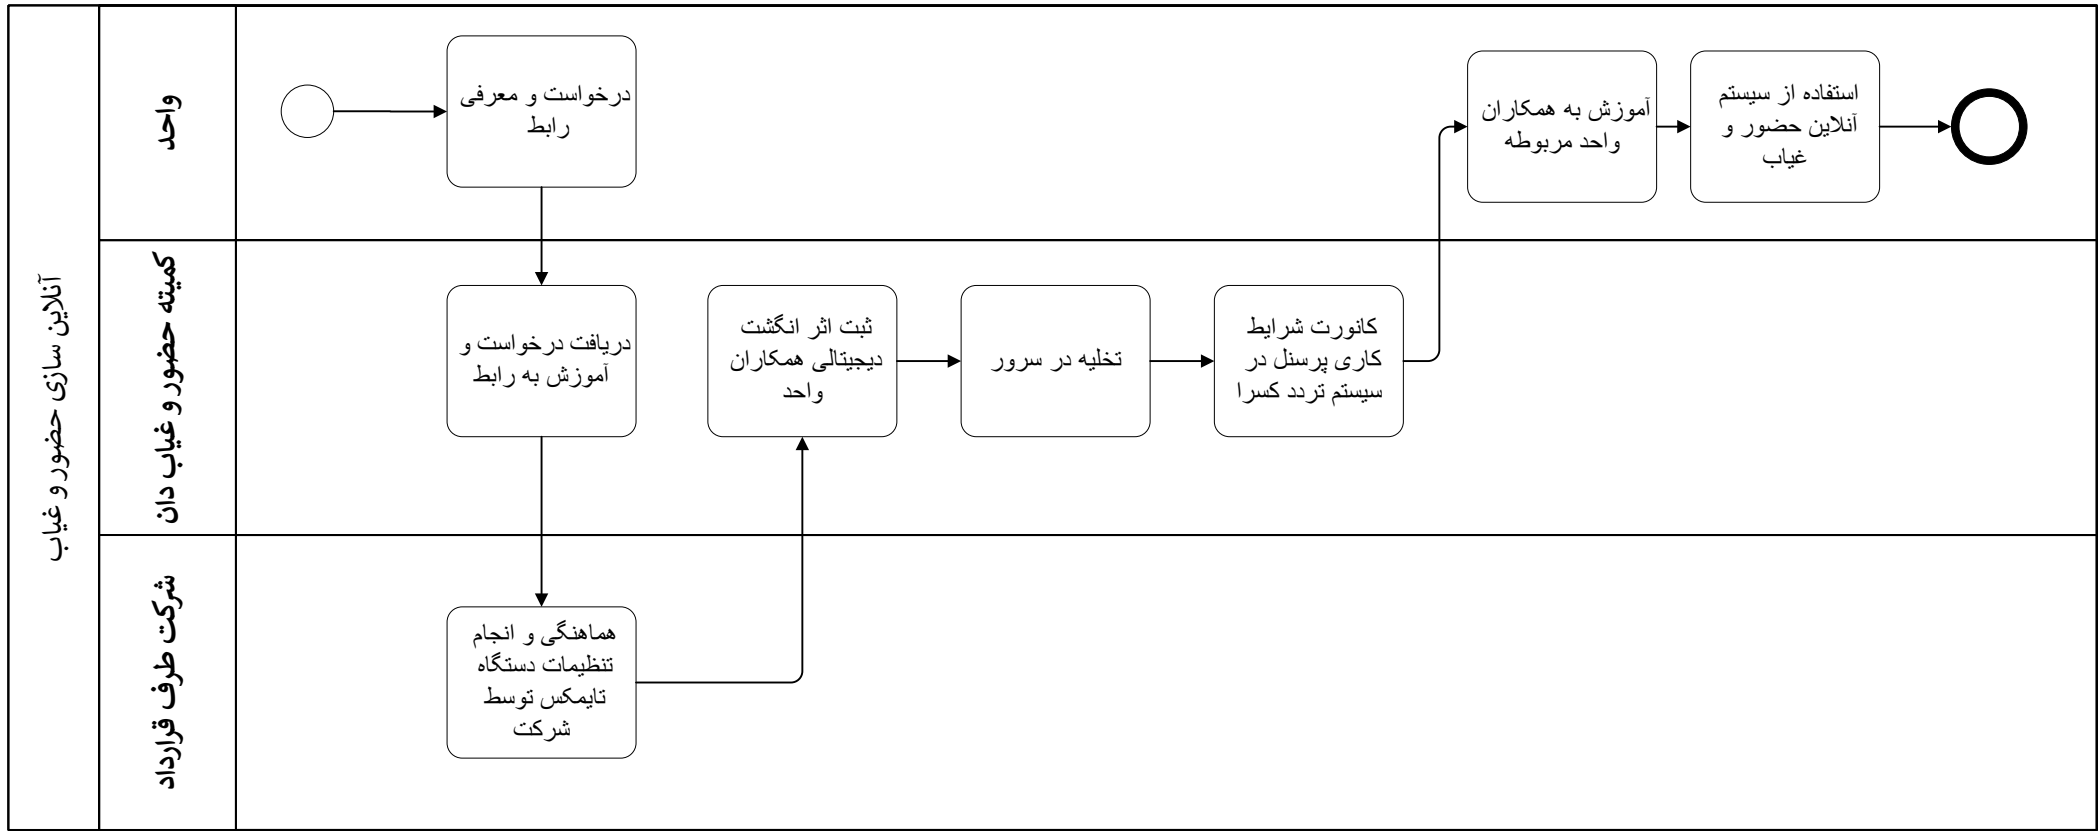 آنلاین سازی حضور و غیاب
واحد
درخواست و معرفی
رابط
آموزش به همکاران
واحد مربوطه
استفاده از سیستم
آنلاین حضور و
غیاب
کمیته حضور و غیاب دان
دریافت درخواست و
آموزش به رابط
ثبت اثر انگشت
دیجیتالی همکاران
واحد
تخلیه در سرور
کانورت شرایط
کاری پرسنل در
سیستم تردد کسرا
شرکت طرف قرارداد
هماهنگی و انجام
تنظیمات دستگاه
تایمکس توسط
شرکت